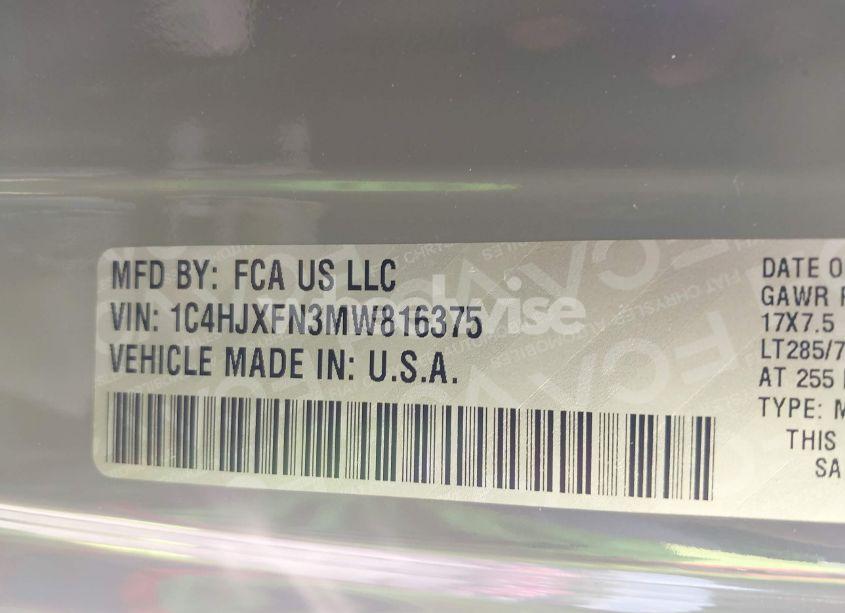 MFD BY: FCA US LLC
VIN: 1C4HJXFN3MW816375
VEHICLE MADE IN: U.S.A.
DATE O
GAWR
17X7.5
LT285/7
AT 255
TYPE: M
THIS
SA